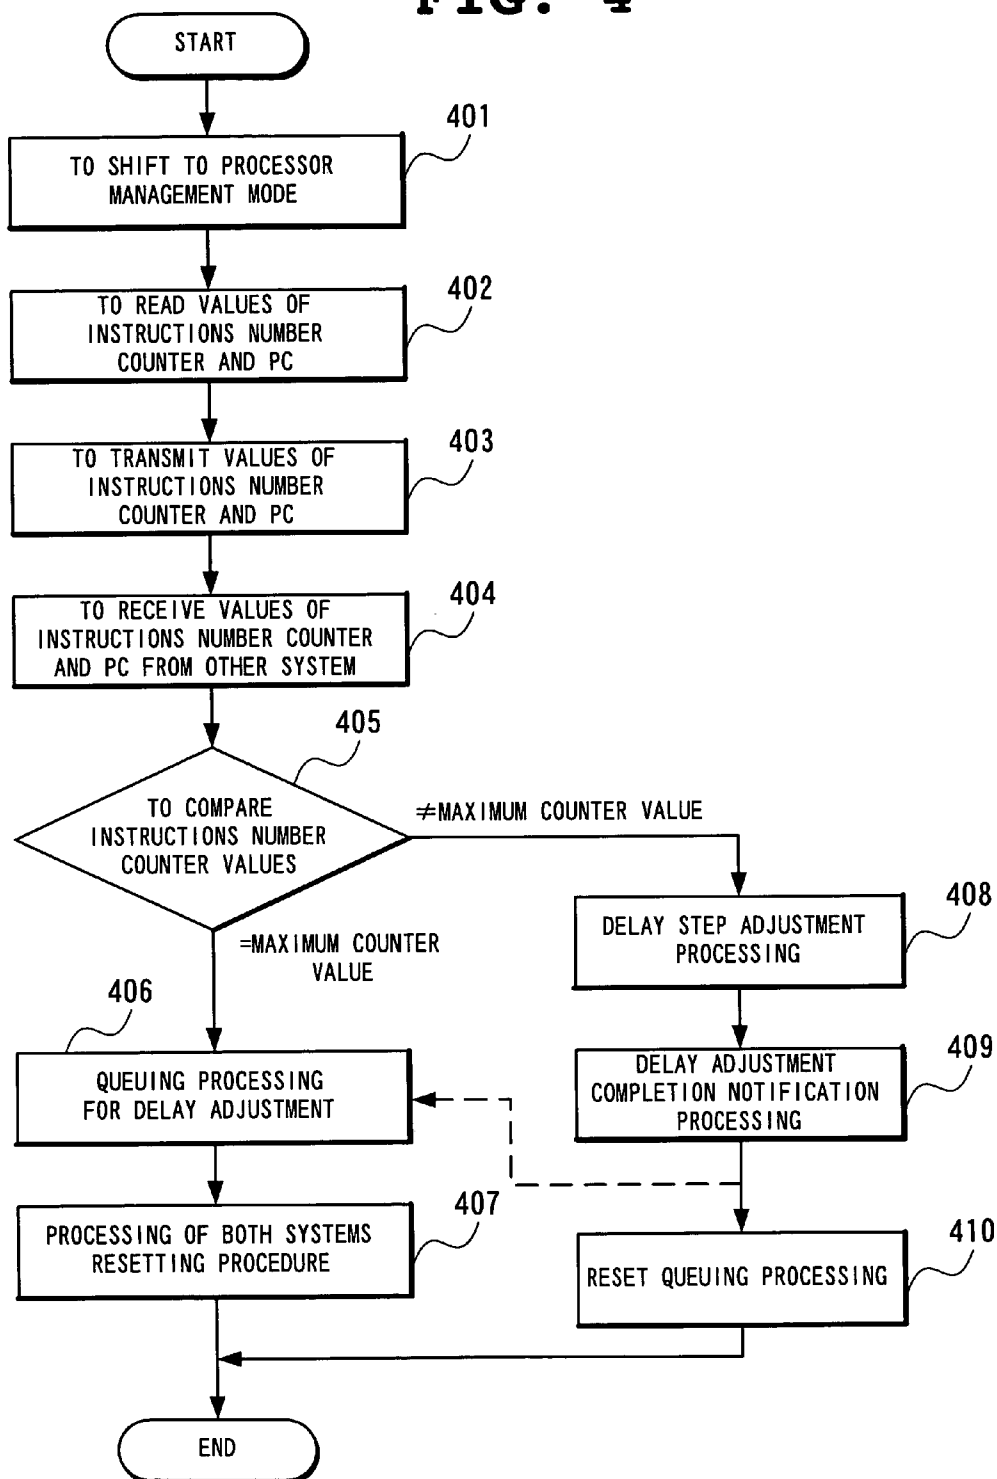 FIG. 4
START
401
TO SHIFT TO PROCESSOR
MANAGEMENT MODE
402
TO READ VALUES OF
INSTRUCTIONS NUMBER
COUNTER AND PC
403
TO TRANSMIT VALUES OF
INSTRUCTIONS NUMBER
COUNTER AND PC
404
TO RECEIVE VALUES OF
INSTRUCTIONS NUMBER COUNTER
AND PC FROM OTHER SYSTEM
405
TO COMPARE
INSTRUCTIONS NUMBER
COUNTER VALUES
≠MAXIMUM COUNTER VALUE
=MAXIMUM COUNTER
VALUE
408
DELAY STEP ADJUSTMENT
PROCESSING
406
QUEUING PROCESSING
FOR DELAY ADJUSTMENT
409
DELAY ADJUSTMENT
COMPLETION NOTIFICATION
PROCESSING
407
PROCESSING OF BOTH SYSTEMS
RESETTING PROCEDURE
410
RESET QUEUING PROCESSING
END